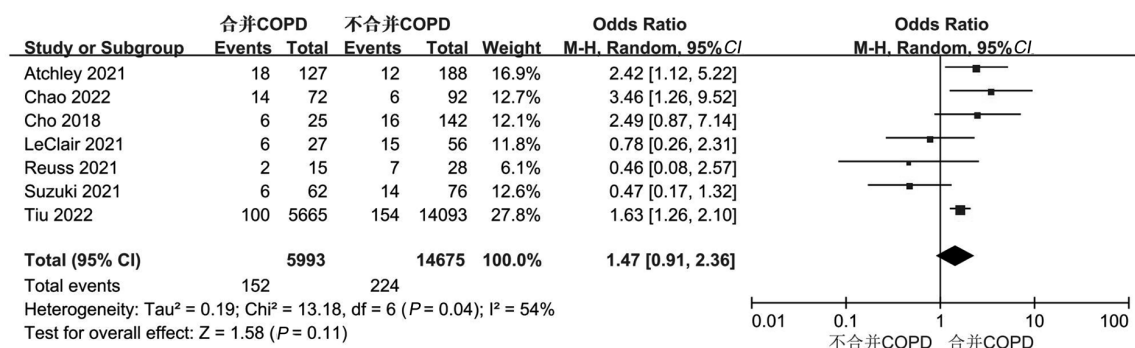 合并COPD 不合并COPD Odds Ratio Odds Ratio
Study or Subgroup Events Total Events Total Weight M-H, Random, 95%CI M-H, Random, 95%CI
Atchley 2021 18 127 12 188 16.9% 2.42 [1.12, 5.22]
Chao 2022 14 72 6 92 12.7% 3.46 [1.26, 9.52]
Cho 2018 6 25 16 142 12.1% 2.49 [0.87, 7.14]
LeClair 2021 6 27 15 56 11.8% 0.78 [0.26, 2.31]
Reuss 2021 2 15 7 28 6.1% 0.46 [0.08, 2.57]
Suzuki 2021 6 62 14 76 12.6% 0.47 [0.17, 1.32]
Tiu 2022 100 5665 154 14093 27.8% 1.63 [1.26, 2.10]
Total (95% CI) 5993 14675 100.0% 1.47 [0.91, 2.36]
Total events 152 224
Heterogeneity: Tau² = 0.19; Chi² = 13.18, df = 6 (P = 0.04); I² = 54%
Test for overall effect: Z = 1.58 (P = 0.11)
0.01 0.1 1 10 100
不合并COPD 合并COPD